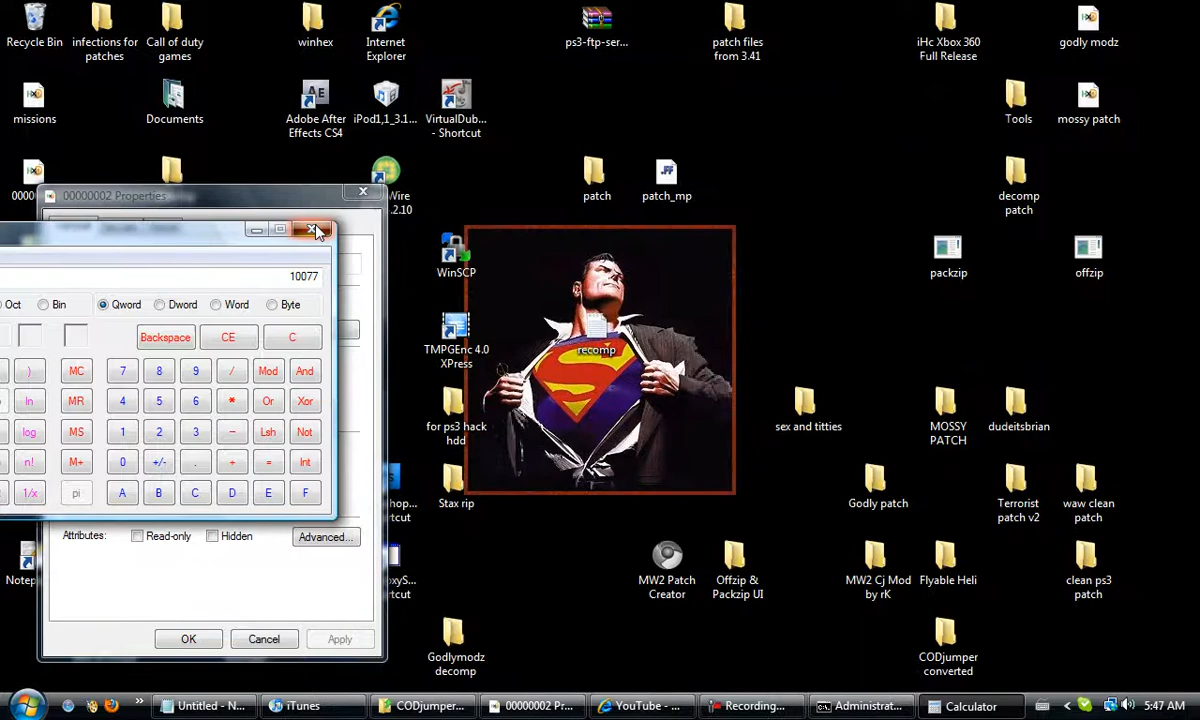 Recycle Bin
infections for
patches
Call of duty
games
winhex
Internet
Explorer
ps3-ftp-ser...
patch files
from 3.41
iHc Xbox 360
Full Release
godly modz
missions
Documents
Adobe After
Effects CS4
iPod1,1_3.1...
VirtualDub...
- Shortcut
Tools
mossy patch
patch
patch_mp
decomp
patch
00000002 Properties
10077
Oct
Bin
Qword
Dword
Word
Byte
Backspace
CE
C
)
MC
7
8
9
/
Mod
And
ln
MR
4
5
6
*
Or
Xor
log
MS
1
2
3
-
Lsh
Not
n!
M+
0
+/-
.
+
=
Int
1/x
pi
A
B
C
D
E
F
Attributes:
Read-only
Hidden
Advanced...
OK
Cancel
Apply
WinSCP
TMPGEnc 4.0
XPress
for ps3 hack
hdd
Stax rip
recomp
packzip
offzip
sex and titties
MOSSY
PATCH
dudeitsbrian
Godly patch
Terrorist
patch v2
waw clean
patch
MW2 Patch
Creator
Offzip &
Packzip UI
MW2 Cj Mod
by rK
Flyable Heli
clean ps3
patch
Godlymodz
decomp
CODjumper
converted
Untitled - N...
iTunes
CODjumper...
00000002 Pr...
YouTube - ...
Recording...
Administrat...
Calculator
5:47 AM